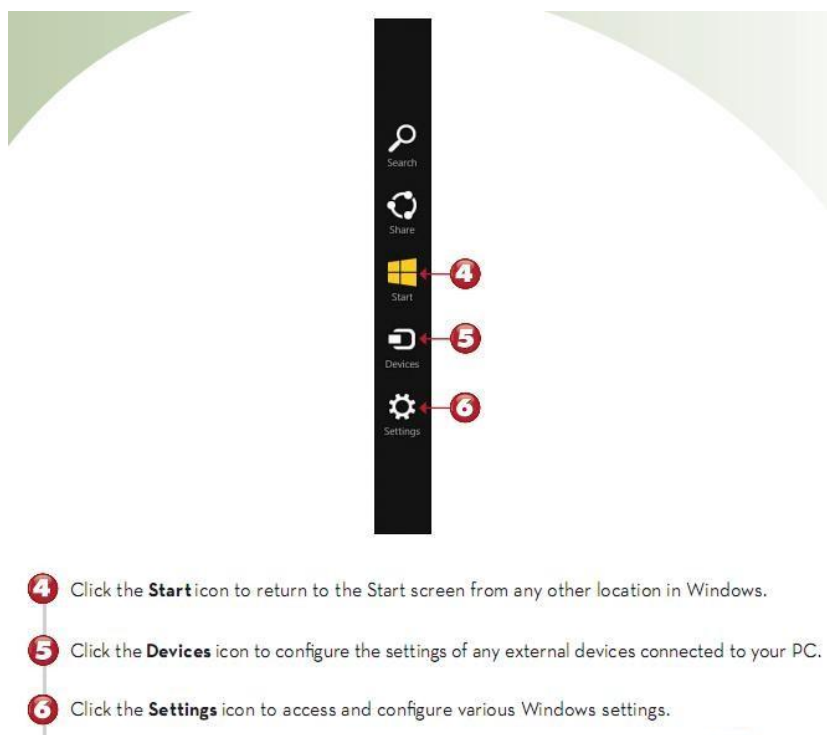 Search
Share
4
Start
5
Devices
6
Settings
4 Click the Start icon to return to the Start screen from any other location in Windows.
5 Click the Devices icon to configure the settings of any external devices connected to your PC.
6 Click the Settings icon to access and configure various Windows settings.